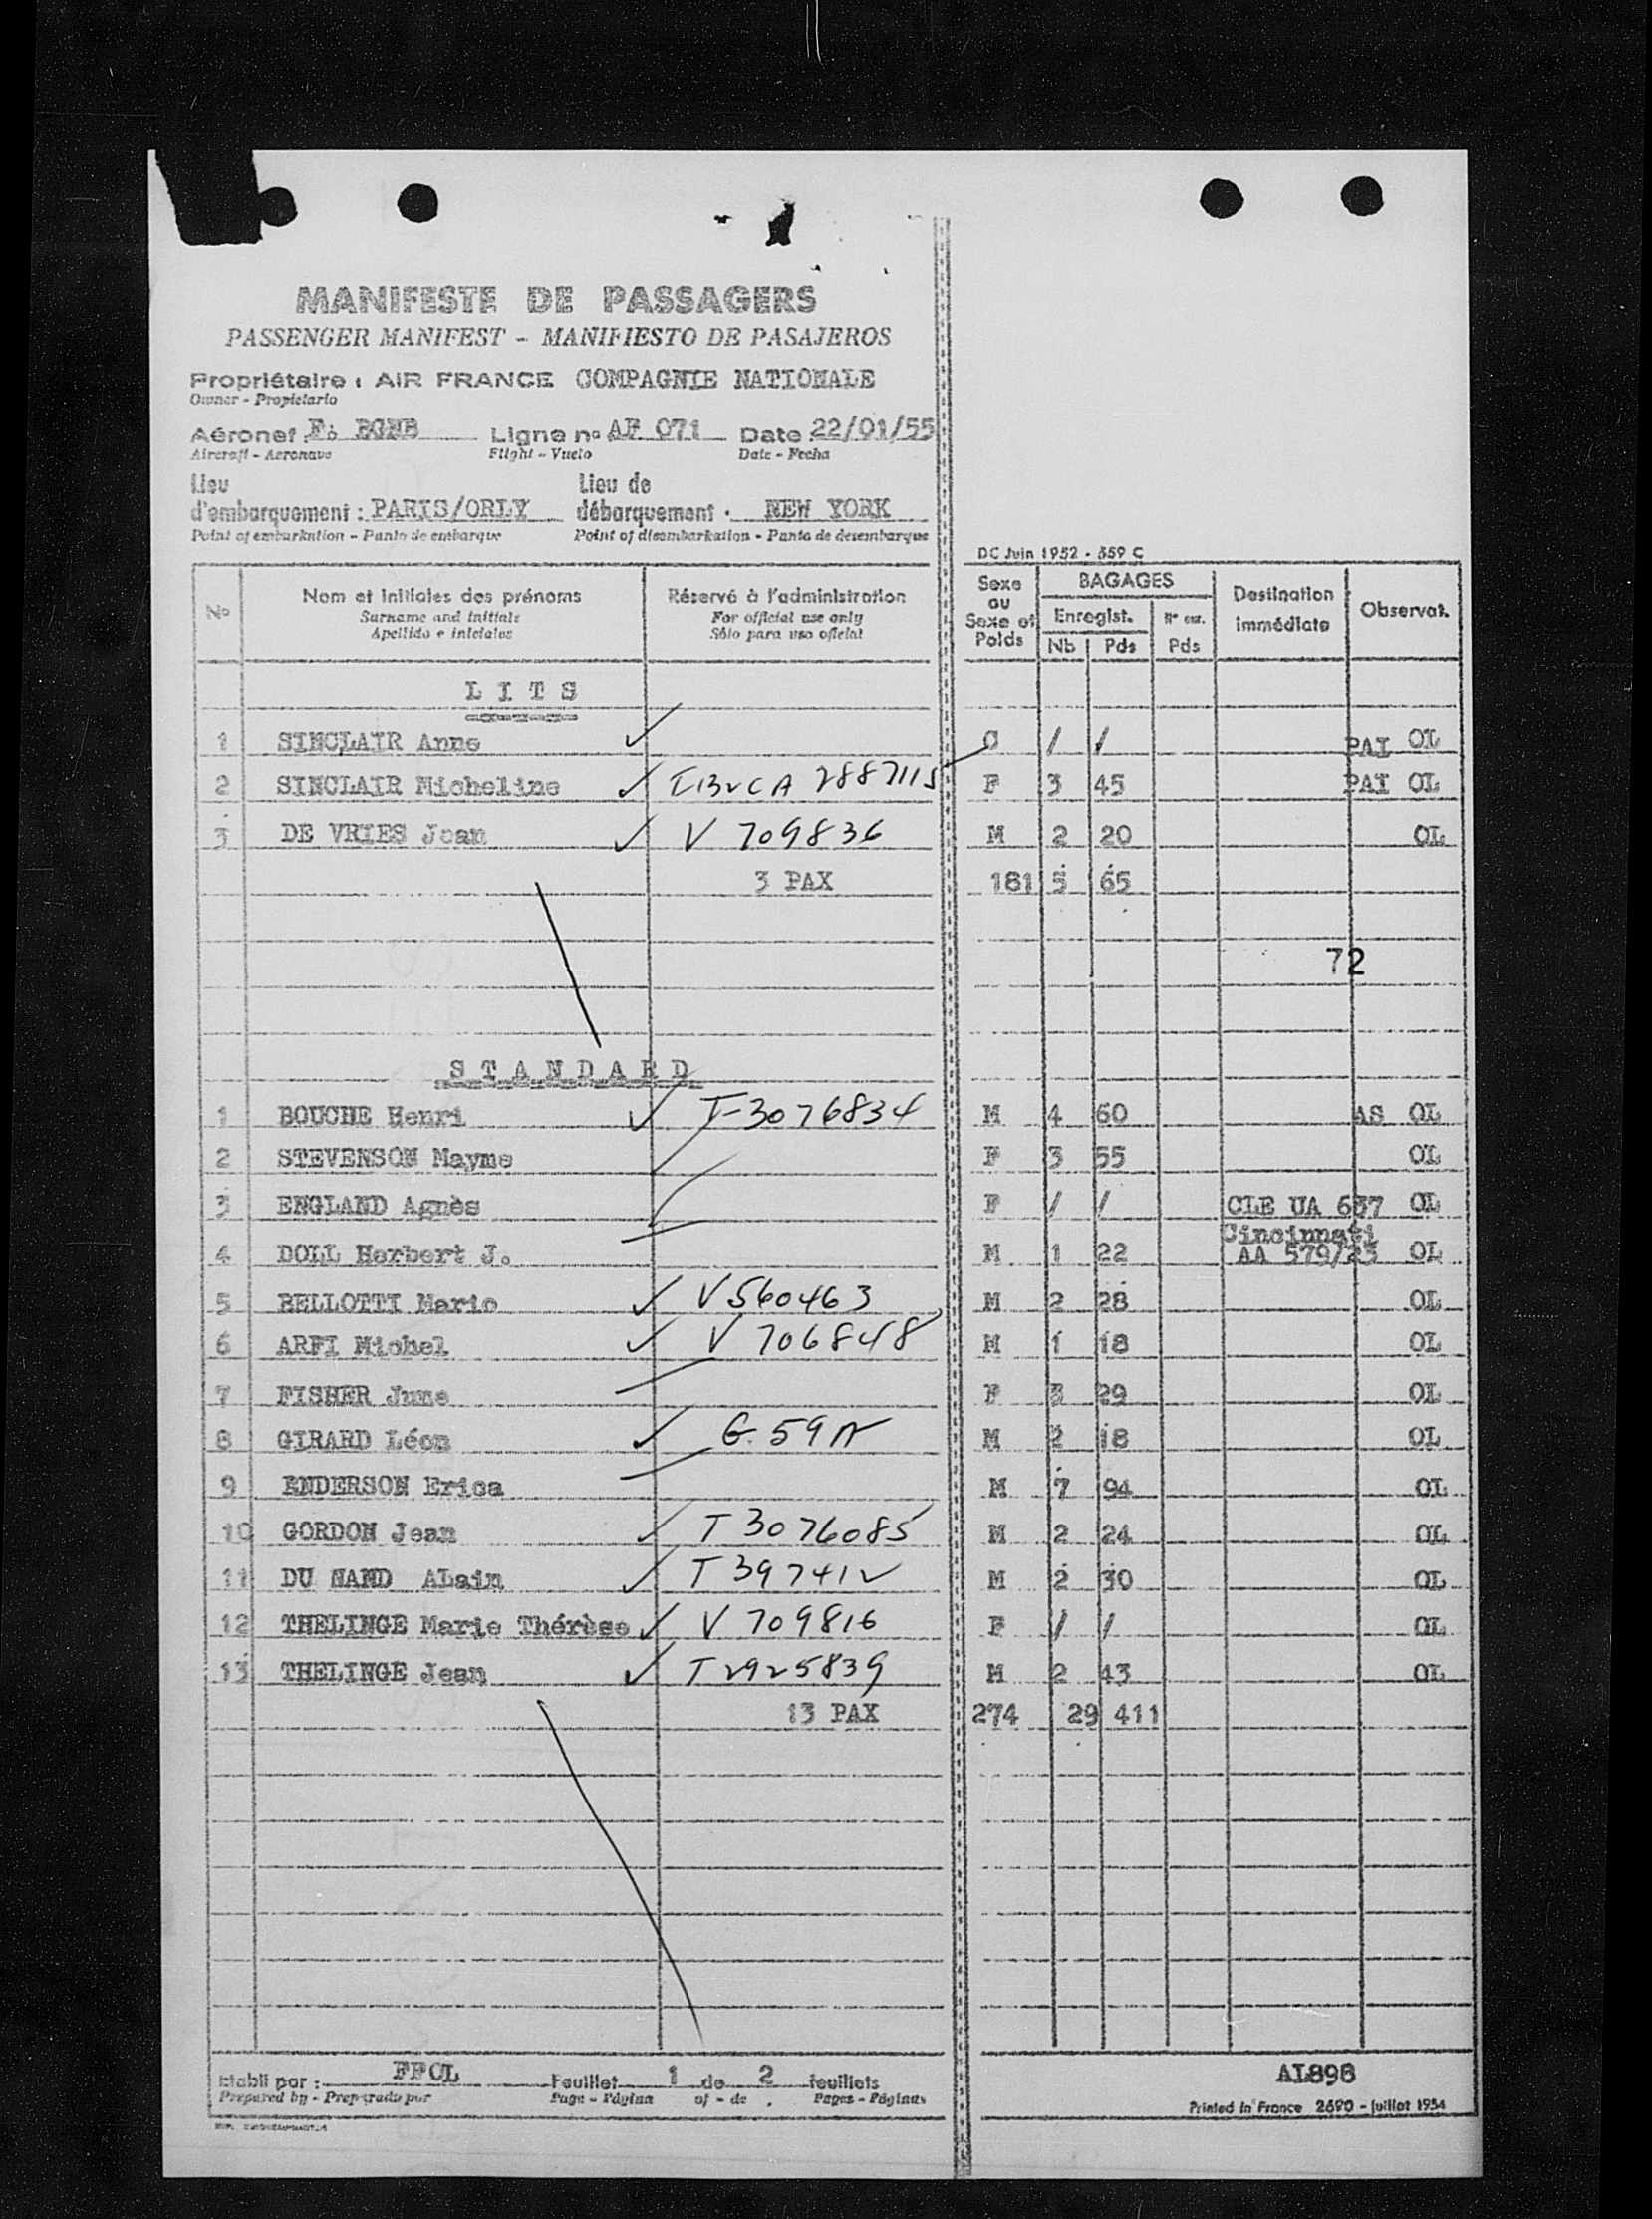 MANIFESTE DE PASSAGERS
PASSENGER MANIFEST - MANIFIESTO DE PASAJEROS
Propriétaire : AIR FRANCE COMPAGNIE NATIONALE
Owner - Propietario
Aéronef : F. BGNB Ligne no AF 071 Date : 22/01/55
Aircraft - Aeronave Flight - Vuelo Date - Fecha
Lieu d'embarquement : PARIS/ORLY Lieu de débarquement : NEW YORK
Point of embarkation - Punto de embarque Point of disembarkation - Punto de desembarque
DC Juin 1952 - 359 C
No Nom et initiales des prénoms Réservé à l'administration Sexe ou Sexe et Poids BAGAGES Destination immédiate Observat.
Surname and initials For official use only Enregist. Nb Pds Pds
Apellido e iniciales Sólo para uso oficial
L I T S
1 SINCLAIR Anne C / / PAI OL
2 SINCLAIR Micheline 2887115 F 3 45 PAI OL
3 DE VRIES Jean V 709836 M 2 20 OL
3 PAX 181 5 65
72
S T A N D A R D
1 BOUCHE Henri T-3076834 M 4 60 AS OL
2 STEVENSON Mayme F 3 55 OL
3 ENGLAND Agnès F / / CLE UA 637 OL
4 DOLL Herbert J. M 1 22 Cincinnati AA 579/23 OL
5 BELLOTTI Mario V 560463 M 2 28 OL
6 ARFI Michel V 706848 M 1 18 OL
7 FISHER June F 3 29 OL
8 GIRARD Léon M 2 18 OL
9 ENDERSON Erica M 7 94 OL
10 GORDON Jean T 3076085 M 2 24 OL
11 DU NAND ALain T 397412 M 2 30 OL
12 THELINGE Marie Thérèse V 709816 F / / OL
13 THELINGE Jean T 2925839 M 2 43 OL
13 PAX 274 29 411
Etabli par : FFCL Feuillet 1 de 2 feuillets AL898
Prepared by - Preparado por Page - Página of - de Pages - Páginas
Printed in France 2690 - Juillet 1954